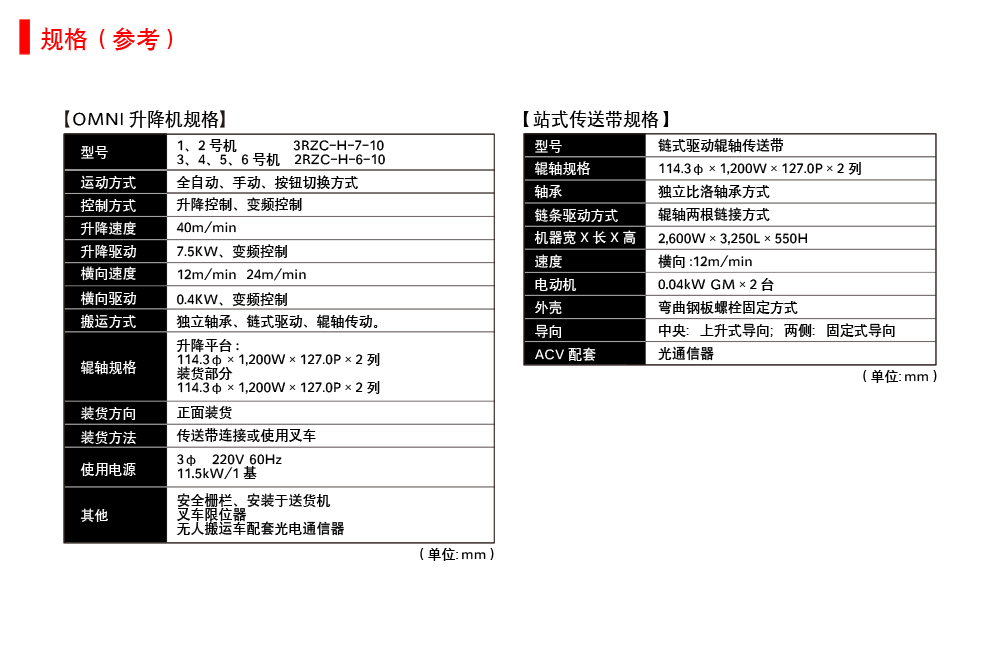 规格（参考）
【OMNI 升降机规格】
型号 1、2 号机 3RZC-H-7-10
3、4、5、6 号机 2RZC-H-6-10
运动方式 全自动、手动、按钮切换方式
控制方式 升降控制、变频控制
升降速度 40m/min
升降驱动 7.5KW、变频控制
横向速度 12m/min 24m/min
横向驱动 0.4KW、变频控制
搬运方式 独立轴承、链式驱动、辊轴传动。
辊轴规格 升降平台：
114.3φ × 1,200W × 127.0P × 2 列
装货部分
114.3φ × 1,200W × 127.0P × 2 列
装货方向 正面装货
装货方法 传送带连接或使用叉车
使用电源 3φ 220V 60Hz
11.5kW/1 基
其他 安全栅栏、安装于送货机
叉车限位器
无人搬运车配套光电通信器
（单位: mm）
【站式传送带规格】
型号 链式驱动辊轴传送带
辊轴规格 114.3φ × 1,200W × 127.0P × 2 列
轴承 独立比洛轴承方式
链条驱动方式 辊轴两根链接方式
机器宽 X 长 X 高 2,600W × 3,250L × 550H
速度 横向 :12m/min
电动机 0.04kW GM × 2 台
外壳 弯曲钢板螺栓固定方式
导向 中央: 上升式导向; 两侧: 固定式导向
ACV 配套 光通信器
（单位: mm）